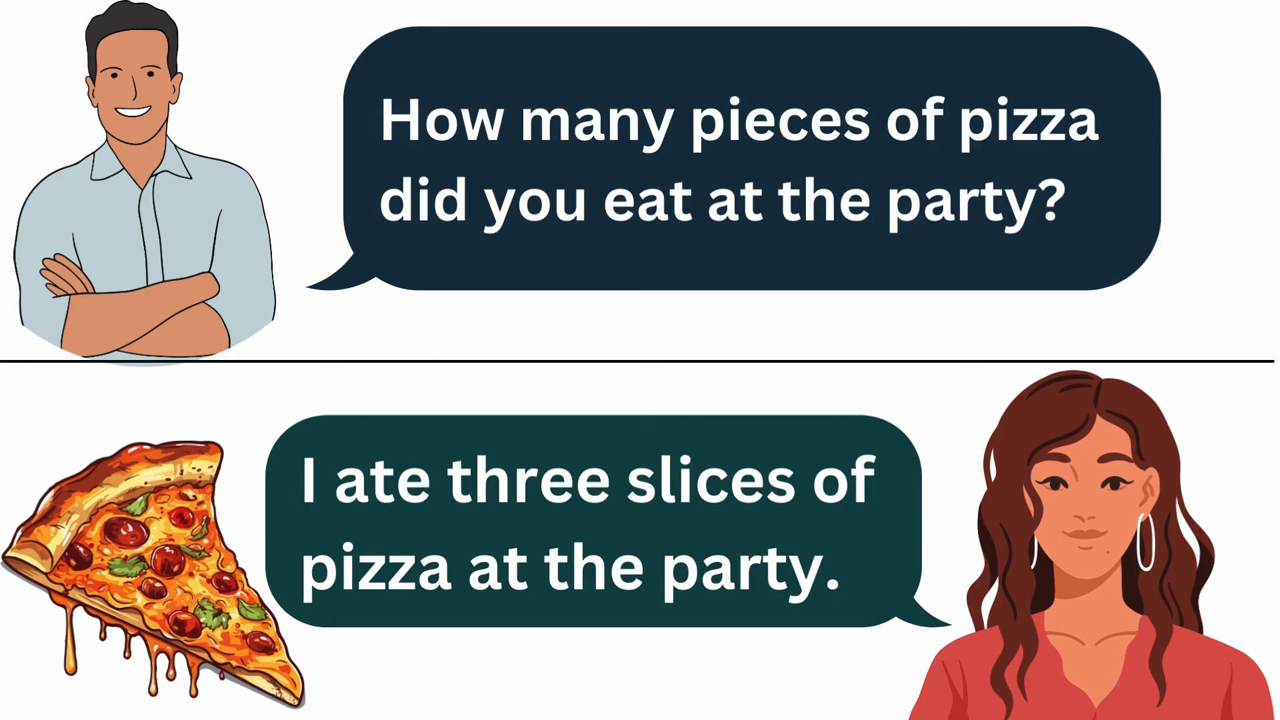 How many pieces of pizza
did you eat at the party?
I ate three slices of
pizza at the party.